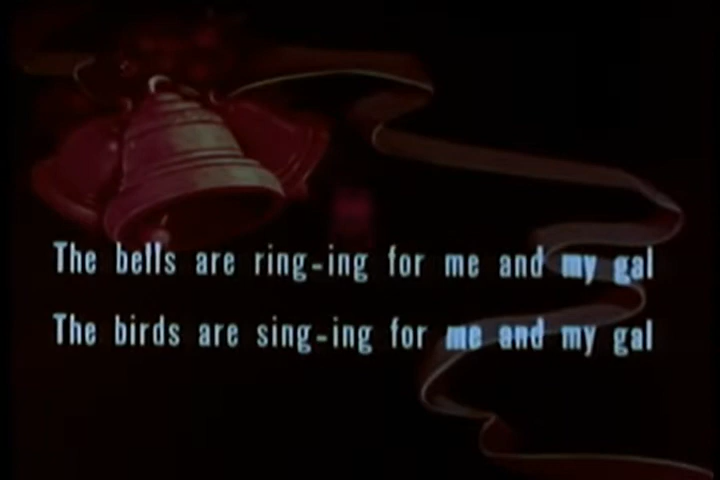 The bells are ring-ing for me and my gal
The birds are sing-ing for me and my gal